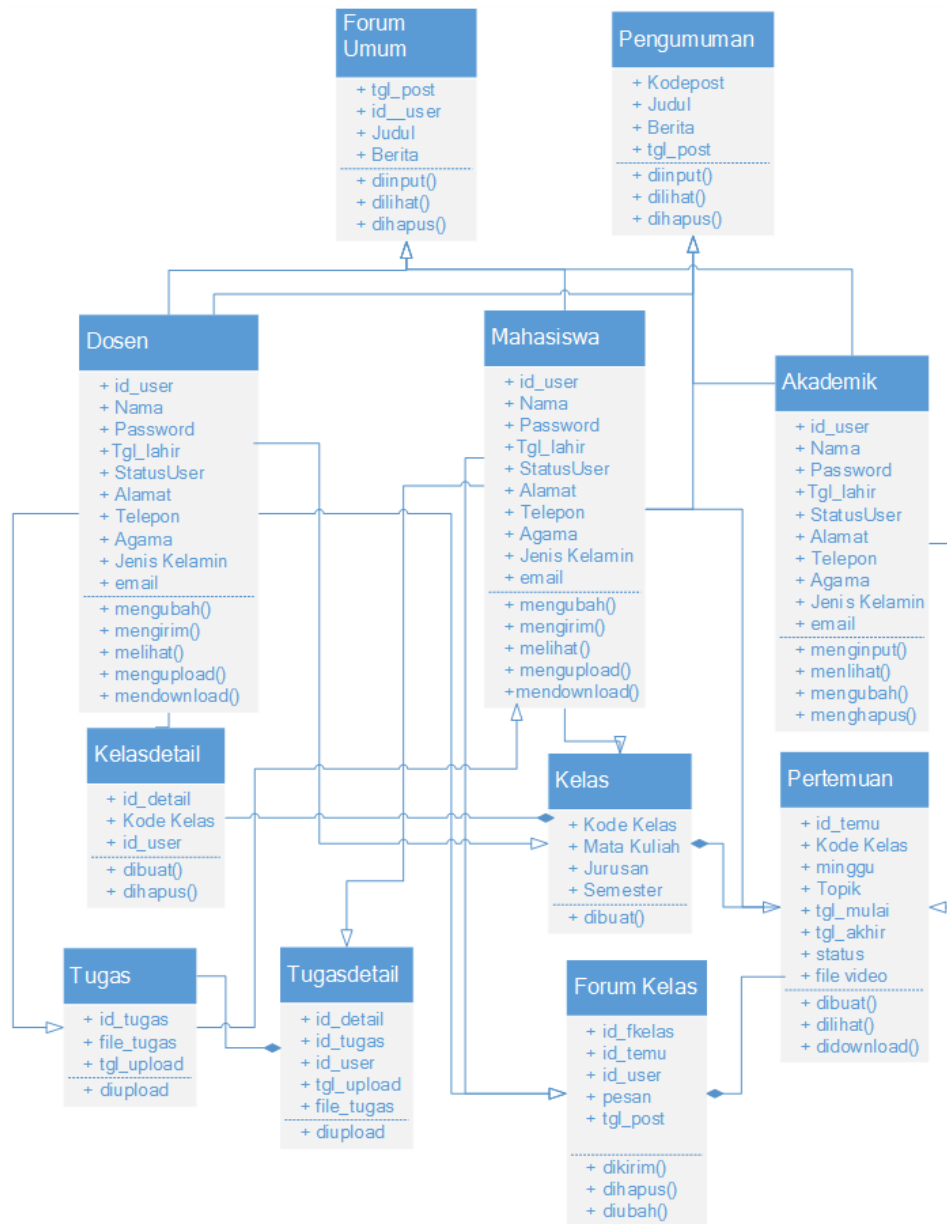 Forum
Umum
+ tgl_post
+ id__user
+ Judul
+ Berita
+ diinput()
+ dilihat()
+ dihapus()
Pengumuman
+ Kodepost
+ Judul
+ Berita
+ tgl_post
+ diinput()
+ dilihat()
+ dihapus()
Dosen
+ id_user
+ Nama
+ Password
+Tgl_lahir
+ StatusUser
+ Alamat
+ Telepon
+ Agama
+ Jenis Kelamin
+ email
+ mengubah()
+ mengirim()
+ melihat()
+ mengupload()
+ mendownload()
Mahasiswa
+ id_user
+ Nama
+ Password
+Tgl_lahir
+ StatusUser
+ Alamat
+ Telepon
+ Agama
+ Jenis Kelamin
+ email
+ mengubah()
+ mengirim()
+ melihat()
+ mengupload()
+mendownload()
Akademik
+ id_user
+ Nama
+ Password
+Tgl_lahir
+ StatusUser
+ Alamat
+ Telepon
+ Agama
+ Jenis Kelamin
+ email
+ menginput()
+ menlihat()
+ mengubah()
+ menghapus()
Kelasdetail
+ id_detail
+ Kode Kelas
+ id_user
+ dibuat()
+ dihapus()
Kelas
+ Kode Kelas
+ Mata Kuliah
+ Jurusan
+ Semester
+ dibuat()
Pertemuan
+ id_temu
+ Kode Kelas
+ minggu
+ Topik
+ tgl_mulai
+ tgl_akhir
+ status
+ file video
+ dibuat()
+ dilihat()
+ didownload()
Tugas
+ id_tugas
+ file_tugas
+ tgl_upload
+ diupload
Tugasdetail
+ id_detail
+ id_tugas
+ id_user
+ tgl_upload
+ file_tugas
+ diupload
Forum Kelas
+ id_fkelas
+ id_temu
+ id_user
+ pesan
+ tgl_post
+ dikirim()
+ dihapus()
+ diubah()